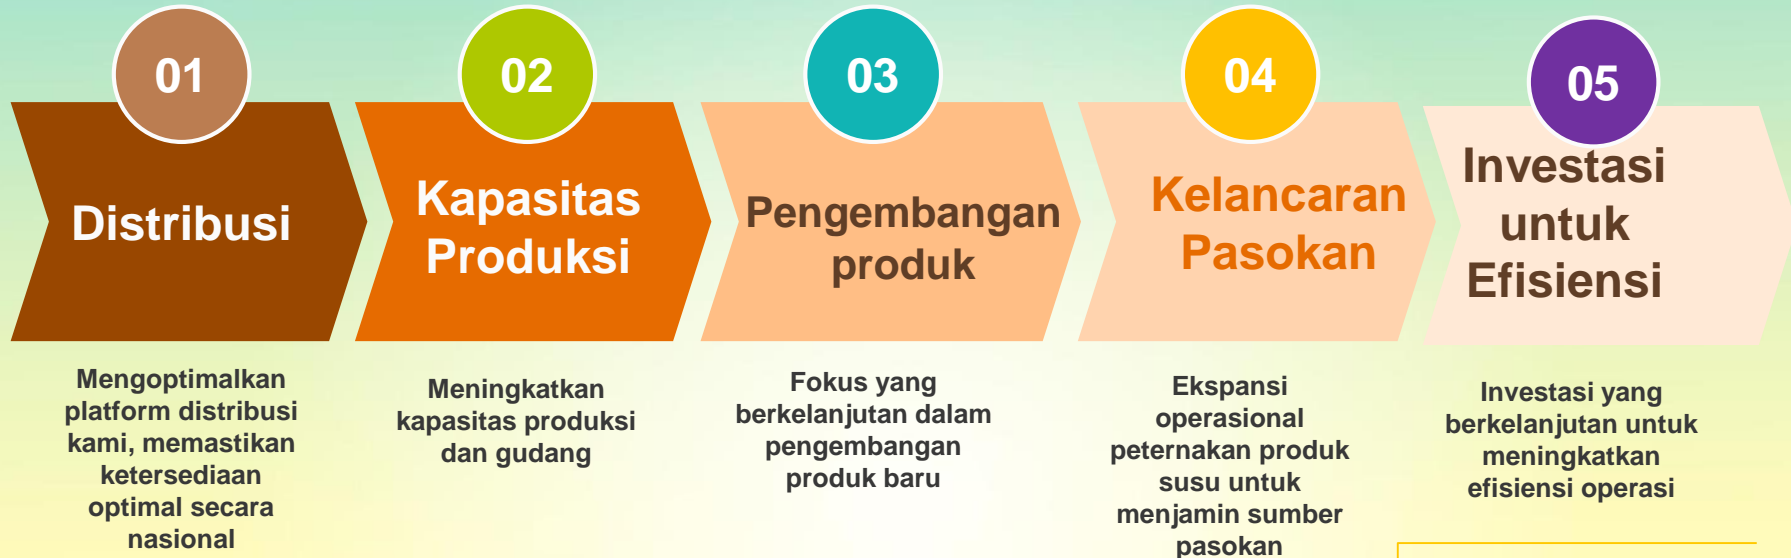 01
Distribusi
Mengoptimalkan
platform distribusi
kami, memastikan
ketersediaan
optimal secara
nasional
02
Kapasitas
Produksi
Meningkatkan
kapasitas produksi
dan gudang
03
Pengembangan
produk
Fokus yang
berkelanjutan dalam
pengembangan
produk baru
04
Kelancaran
Pasokan
Ekspansi
operasional
peternakan produk
susu untuk
menjamin sumber
pasokan
05
Investasi
untuk
Efisiensi
Investasi yang
berkelanjutan untuk
meningkatkan
efisiensi operasi